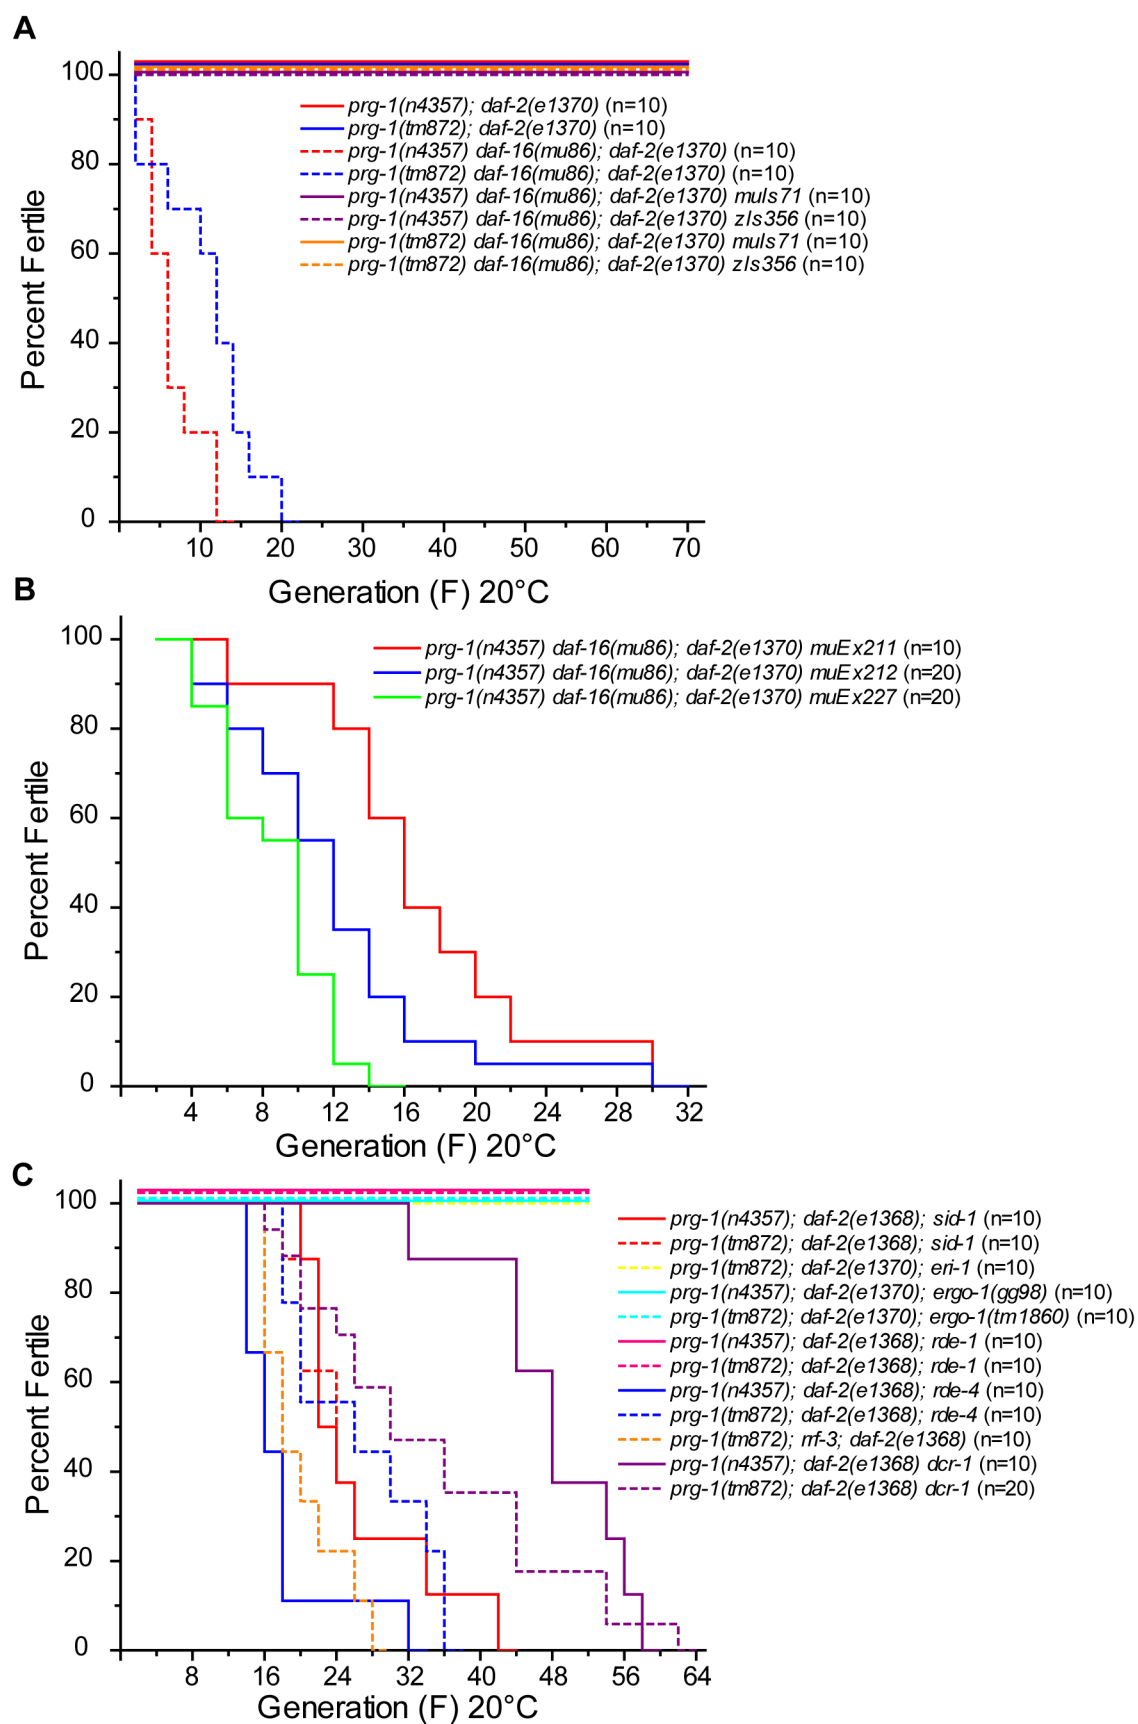 A
100
80
60
40
20
0
Percent Fertile
prg-1(n4357); daf-2(e1370) (n=10)
prg-1(tm872); daf-2(e1370) (n=10)
prg-1(n4357) daf-16(mu86); daf-2(e1370) (n=10)
prg-1(tm872) daf-16(mu86); daf-2(e1370) (n=10)
prg-1(n4357) daf-16(mu86); daf-2(e1370) muIs71 (n=10)
prg-1(n4357) daf-16(mu86); daf-2(e1370) zIs356 (n=10)
prg-1(tm872) daf-16(mu86); daf-2(e1370) muIs71 (n=10)
prg-1(tm872) daf-16(mu86); daf-2(e1370) zIs356 (n=10)
10 20 30 40 50 60 70
Generation (F) 20°C
B
100
80
60
40
20
0
Percent Fertile
prg-1(n4357) daf-16(mu86); daf-2(e1370) muEx211 (n=10)
prg-1(n4357) daf-16(mu86); daf-2(e1370) muEx212 (n=20)
prg-1(n4357) daf-16(mu86); daf-2(e1370) muEx227 (n=20)
4 8 12 16 20 24 28 32
Generation (F) 20°C
C
100
80
60
40
20
0
Percent Fertile
prg-1(n4357); daf-2(e1368); sid-1 (n=10)
prg-1(tm872); daf-2(e1368); sid-1 (n=10)
prg-1(tm872); daf-2(e1370); eri-1 (n=10)
prg-1(n4357); daf-2(e1370); ergo-1(gg98) (n=10)
prg-1(tm872); daf-2(e1370); ergo-1(tm1860) (n=10)
prg-1(n4357); daf-2(e1368); rde-1 (n=10)
prg-1(tm872); daf-2(e1368); rde-1 (n=10)
prg-1(n4357); daf-2(e1368); rde-4 (n=10)
prg-1(tm872); daf-2(e1368); rde-4 (n=10)
prg-1(tm872); rrf-3; daf-2(e1368) (n=10)
prg-1(n4357); daf-2(e1368) dcr-1 (n=10)
prg-1(tm872); daf-2(e1368) dcr-1 (n=20)
8 16 24 32 40 48 56 64
Generation (F) 20°C